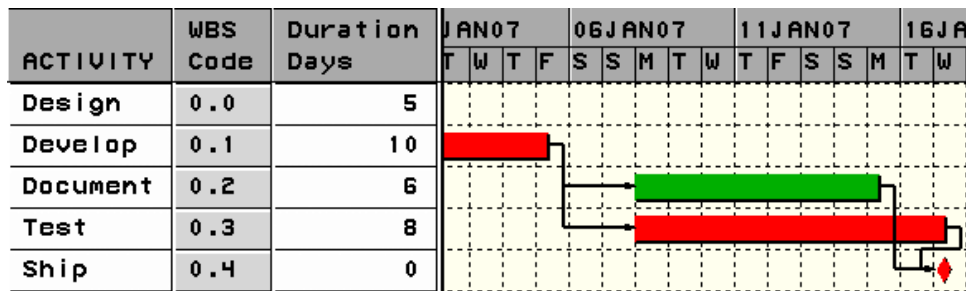 WBS Duration JAN07 06JAN07 11JAN07 16JA
ACTIVITY Code Days T W T F S S M T W T F S S M T W
Design 0.0 5
Develop 0.1 10
Document 0.2 6
Test 0.3 8
Ship 0.4 0